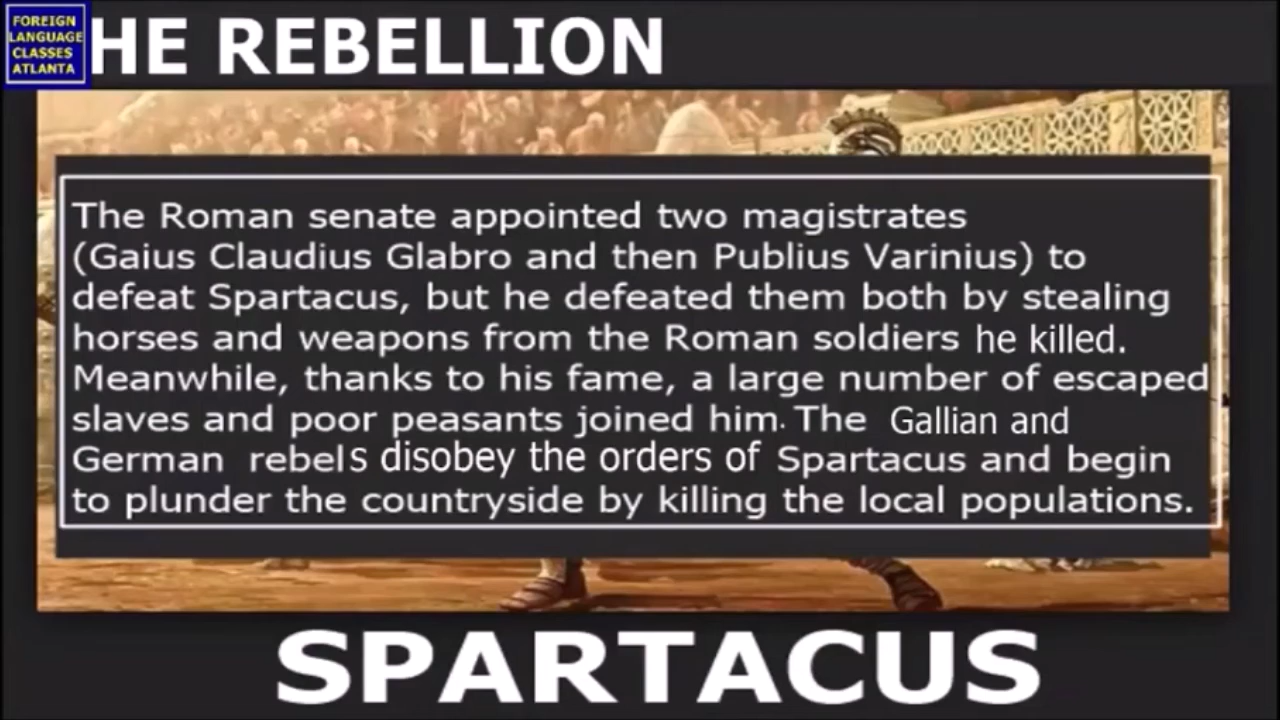 FOREIGN
LANGUAGE
CLASSES
ATLANTA
HE REBELLION
The Roman senate appointed two magistrates
(Gaius Claudius Glabro and then Publius Varinius) to
defeat Spartacus, but he defeated them both by stealing
horses and weapons from the Roman soldiers he killed.
Meanwhile, thanks to his fame, a large number of escaped
slaves and poor peasants joined him. The Gallian and
German rebels disobey the orders of Spartacus and begin
to plunder the countryside by killing the local populations.
SPARTACUS